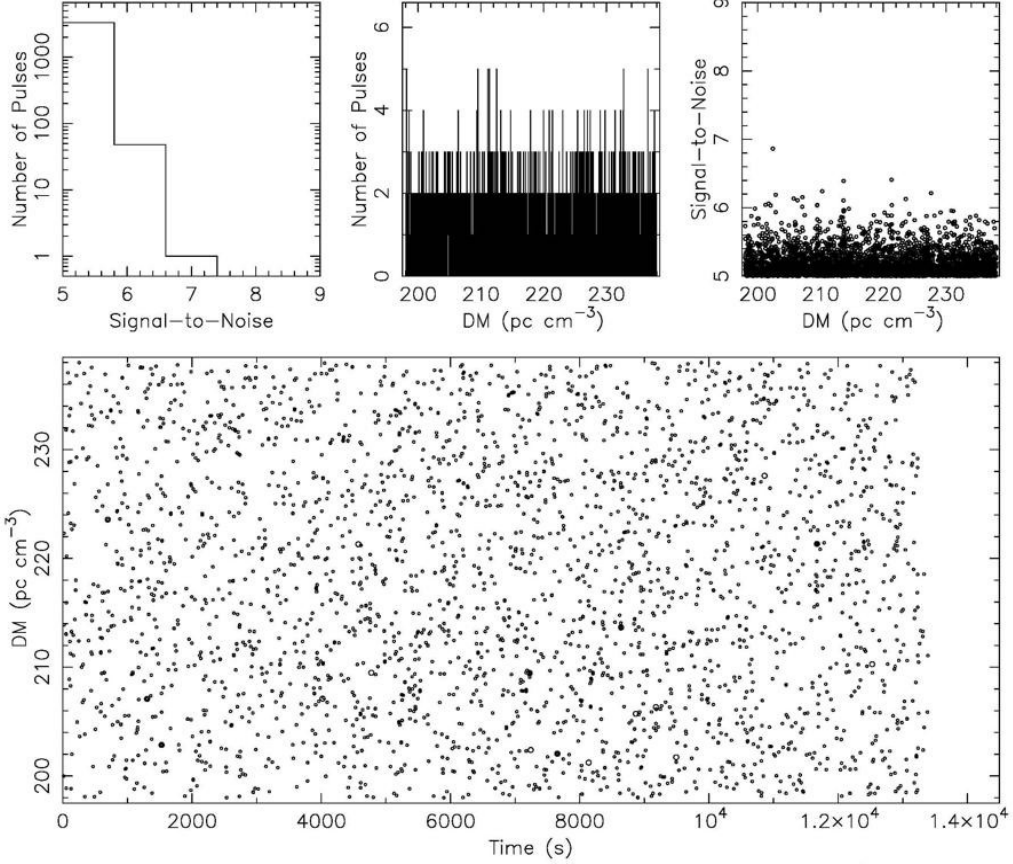 Number of Pulses
1000
100
10
1
5 6 7 8 9
Signal-to-Noise
Number of Pulses
6
4
2
0
200 210 220 230
DM (pc cm⁻³)
Signal-to-Noise
9
8
7
6
5
200 210 220 230
DM (pc cm⁻³)
DM (pc cm⁻³)
230
220
210
200
0 2000 4000 6000 8000 10⁴ 1.2×10⁴ 1.4×10⁴
Time (s)